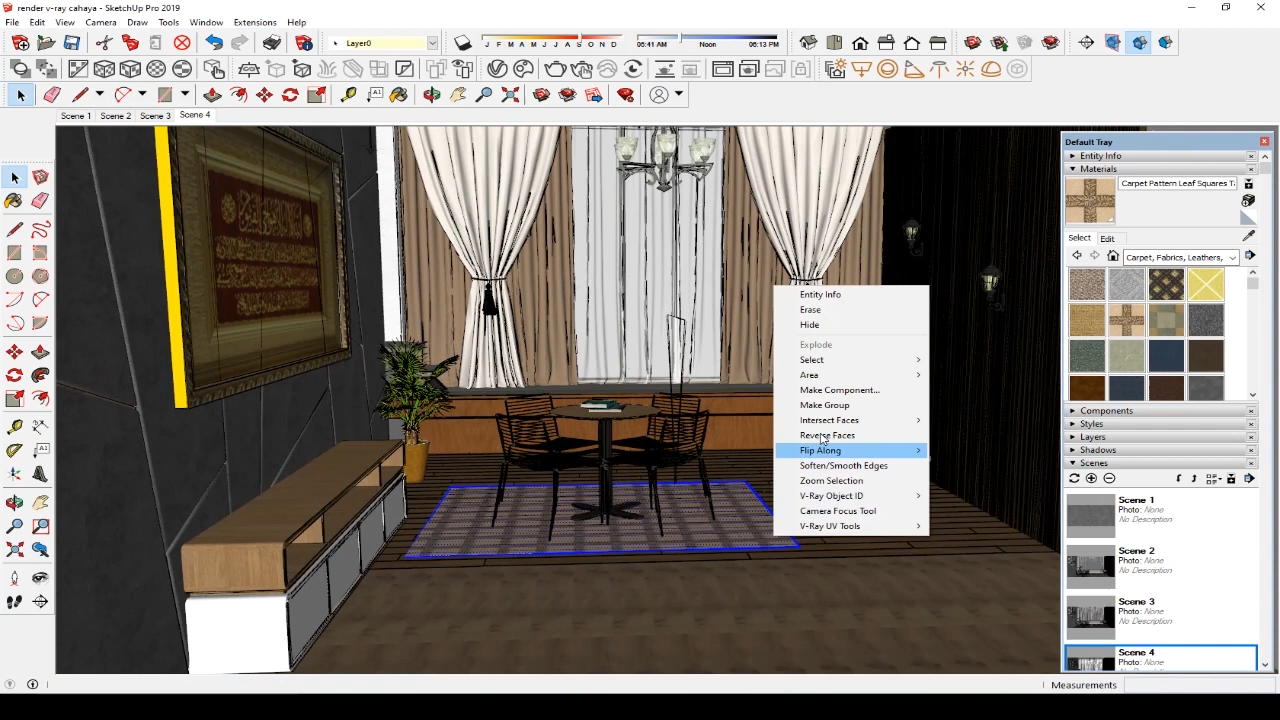 render v-ray cahaya - SketchUp Pro 2019
File Edit View Camera Draw Tools Window Extensions Help
Layer0
J F M A M J J A S O N D
06:41 AM Noon 06:13 PM
Scene 1 Scene 2 Scene 3 Scene 4
Default Tray
Entity Info
Materials
Carpet Pattern Leaf Squares T
Select Edit
Carpet, Fabrics, Leathers,
Entity Info
Erase
Hide
Explode
Select
Area
Make Component...
Make Group
Intersect Faces
Reverse Faces
Flip Along
Soften/Smooth Edges
Zoom Selection
V-Ray Object ID
Camera Focus Tool
V-Ray UV Tools
Components
Styles
Layers
Shadows
Scenes
Scene 1
Photo: None
No Description
Scene 2
Photo: None
No Description
Scene 3
Photo: None
No Description
Scene 4
Photo: None
No Description
Measurements